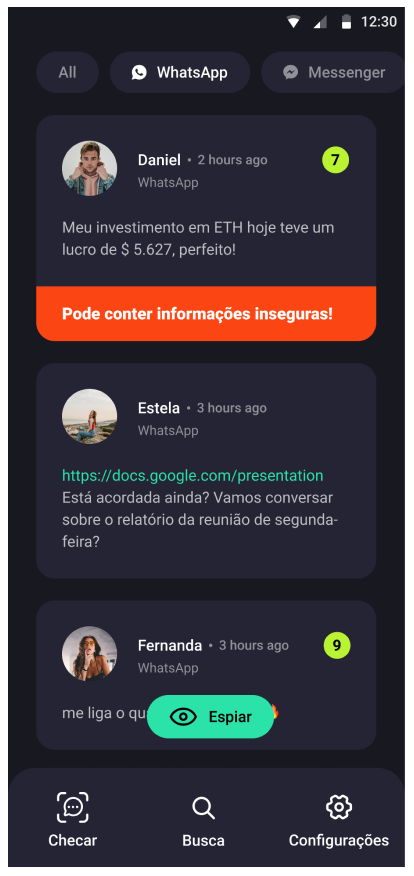 12:30
All
WhatsApp
Messenger
Daniel • 2 hours ago
7
WhatsApp
Meu investimento em ETH hoje teve um
lucro de $ 5.627, perfeito!
Pode conter informações inseguras!
Estela • 3 hours ago
WhatsApp
https://docs.google.com/presentation
Está acordada ainda? Vamos conversar
sobre o relatório da reunião de segunda-
feira?
Fernanda • 3 hours ago
9
WhatsApp
me liga o
Espiar
Checar
Busca
Configurações